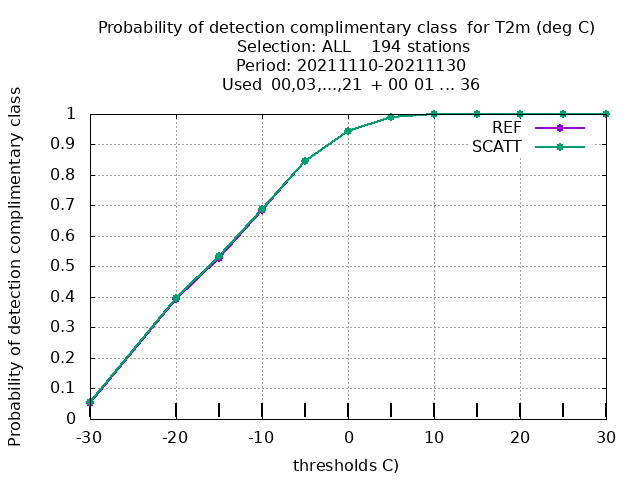 Probability of detection complimentary class for T2m (deg C)
Selection: ALL 194 stations
Period: 20211110-20211130
Used 00,03,...,21 + 00 01 ... 36
Probability of detection complimentary class
1
0.9
0.8
0.7
0.6
0.5
0.4
0.3
0.2
0.1
0
REF
SCATT
-30 -20 -10 0 10 20 30
thresholds C)